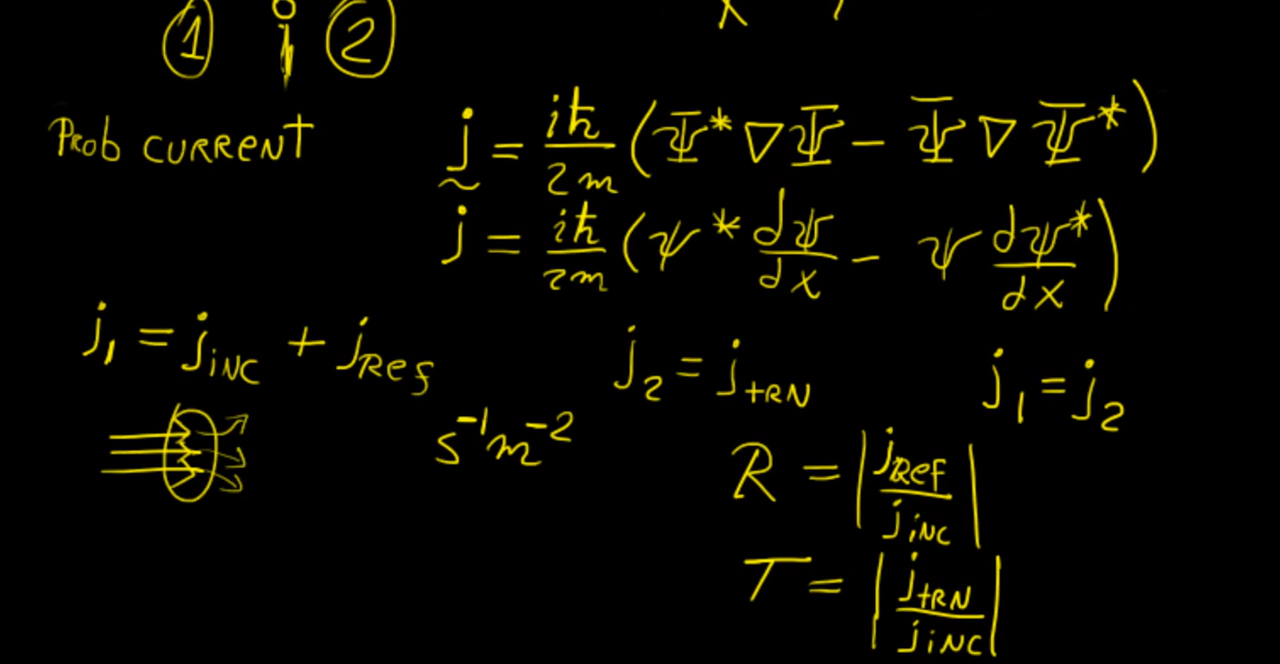 ① ②
Prob CURRENT
j = iħ/2m (Ψ* ∇Ψ − Ψ ∇Ψ*)
j = iħ/2m (ψ* dψ/dx − ψ dψ*/dx)
j₁ = jINC + jRef
j₂ = jtRN
j₁ = j₂
s⁻¹m⁻²
R = |jRef/jINC|
T = |jtRN/jINC|